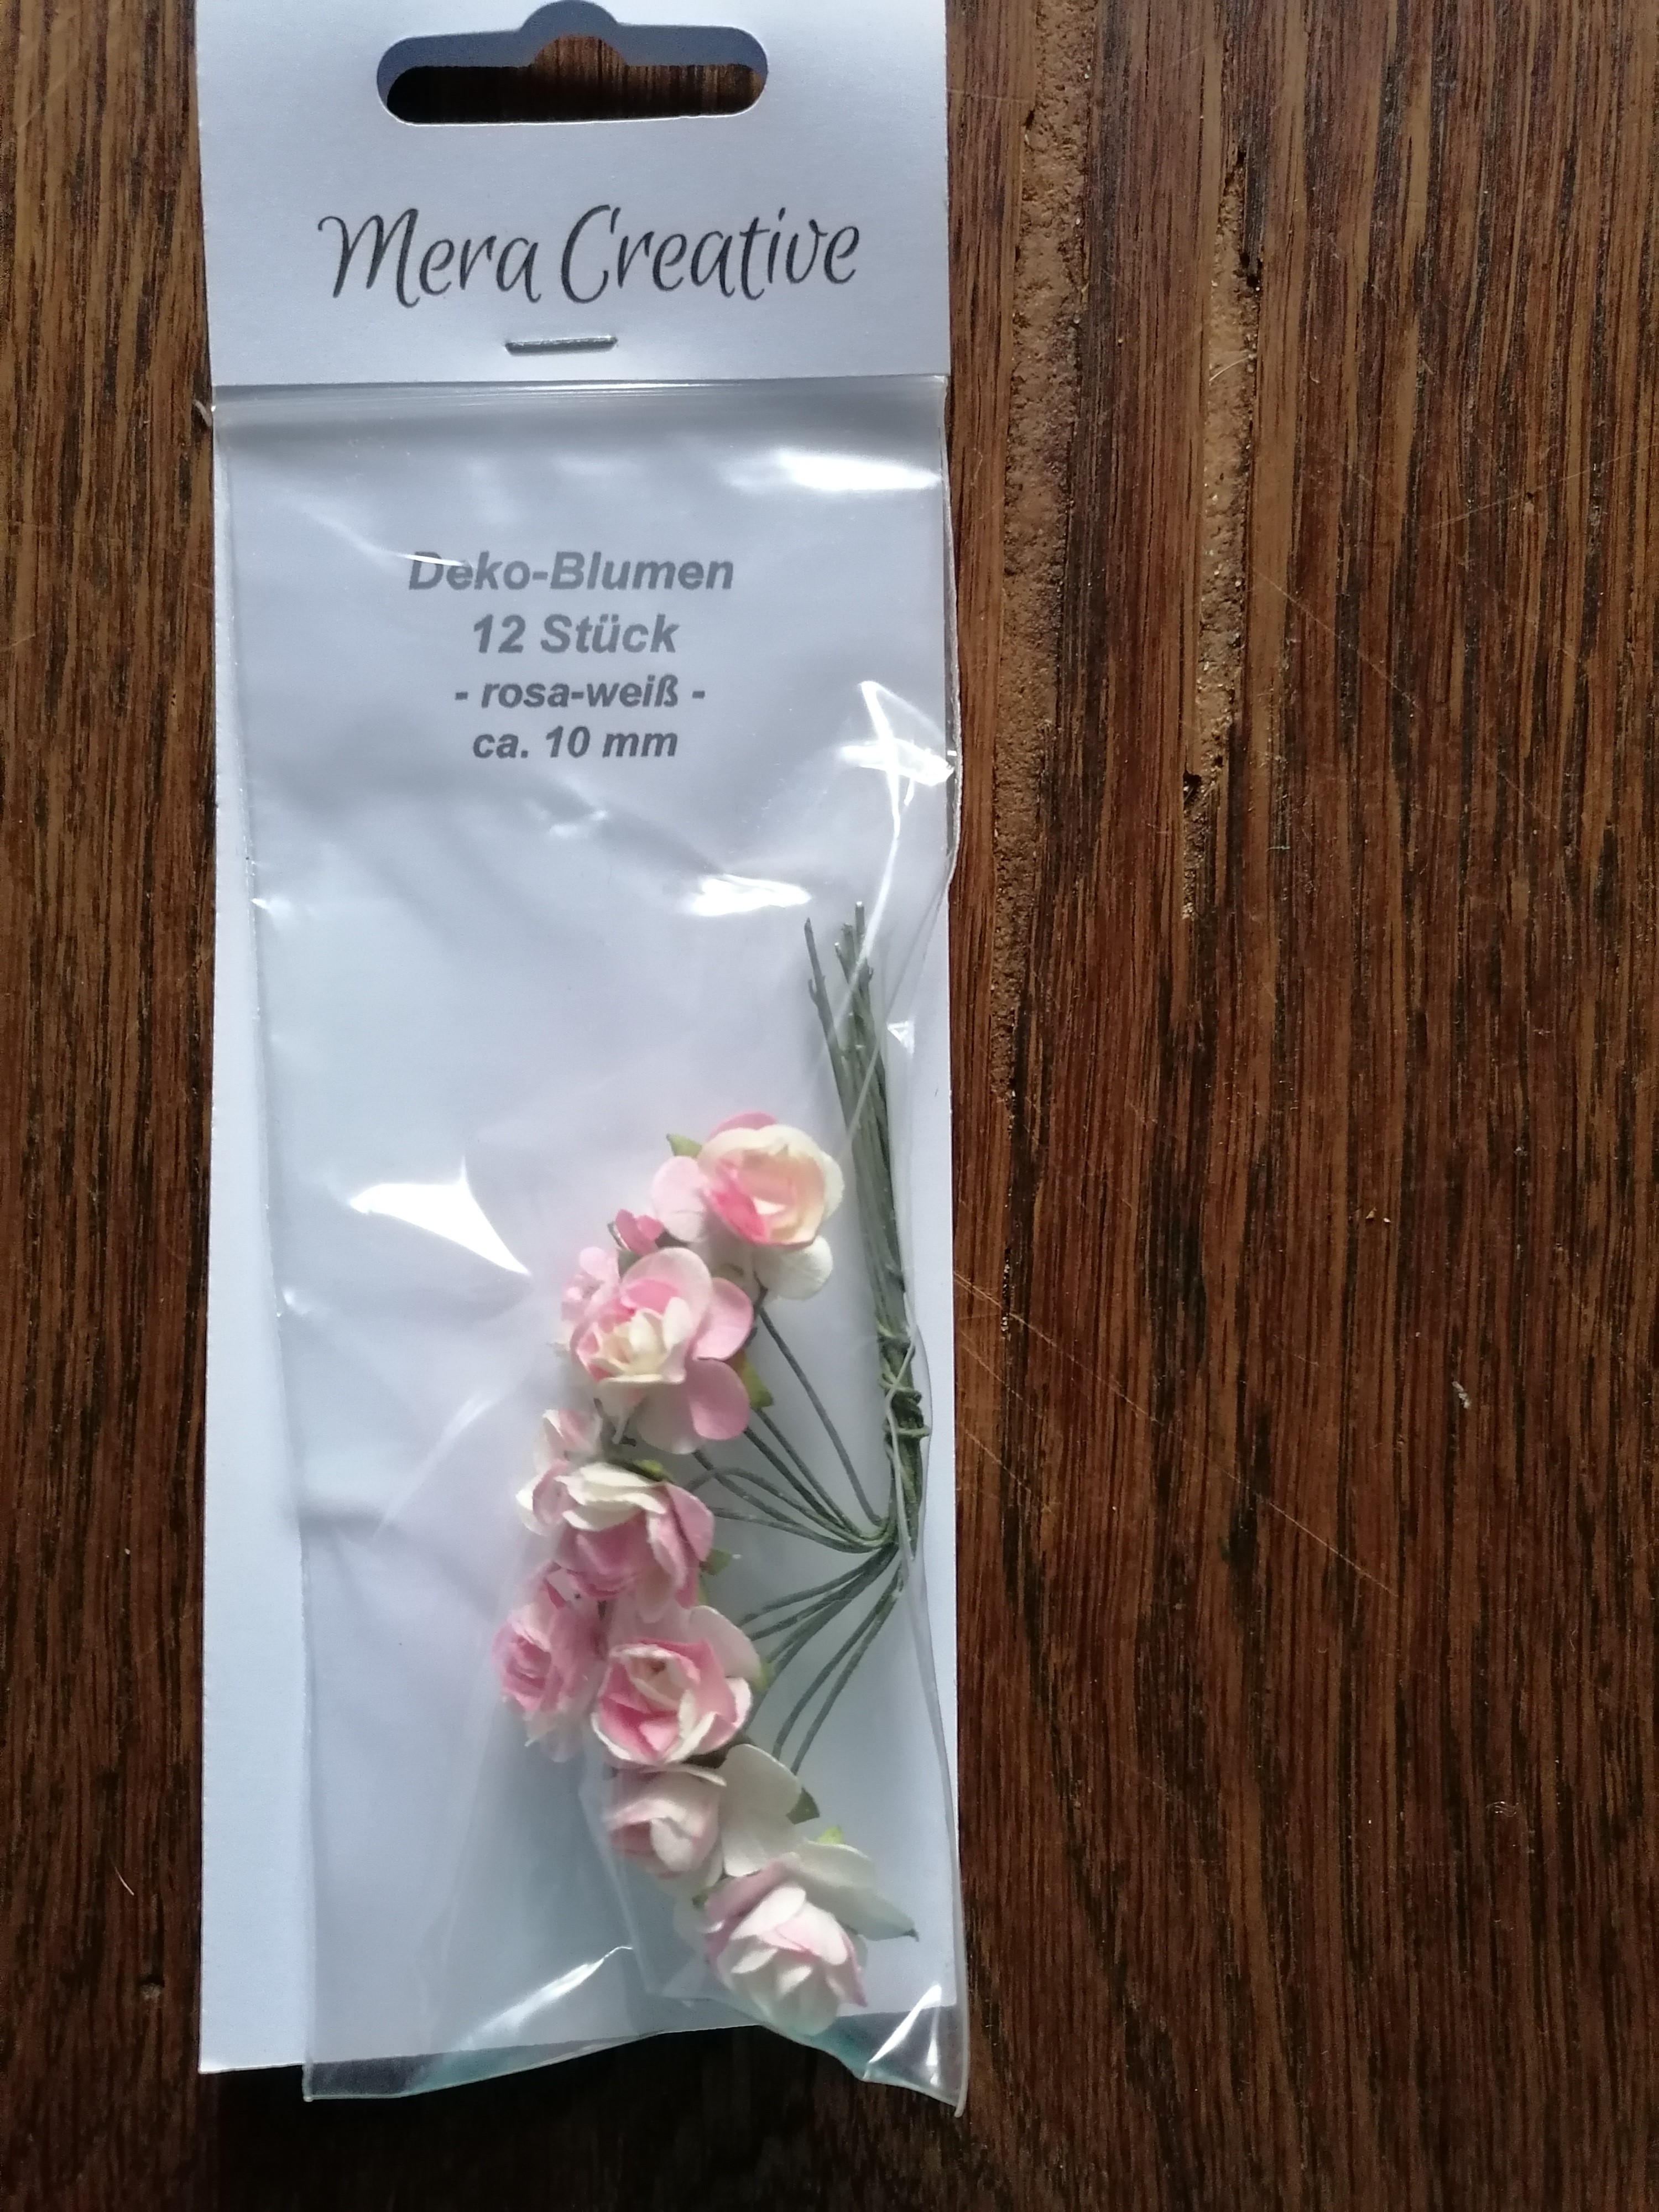 Mera Creative
Deko-Blumen
12 Stück
- rosa-weiß -
ca. 10 mm